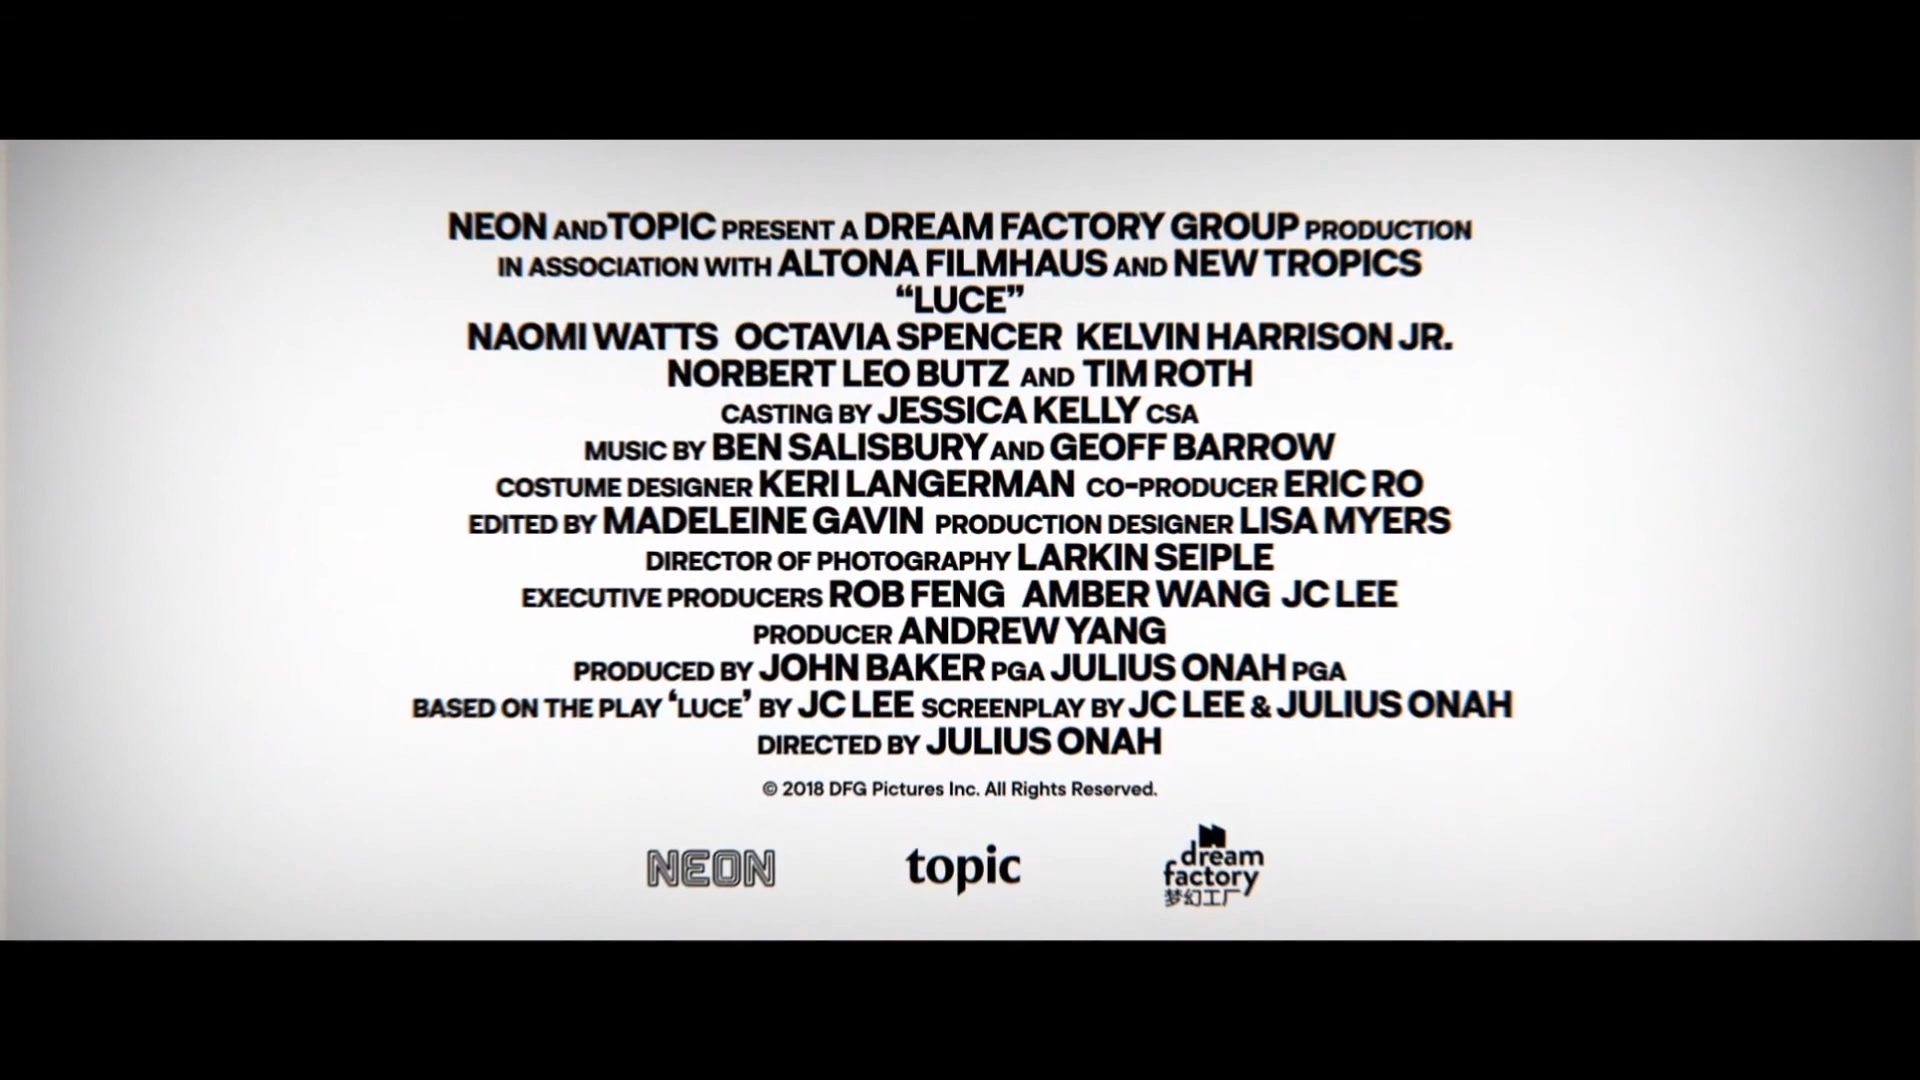 NEON AND TOPIC PRESENT A DREAM FACTORY GROUP PRODUCTION
IN ASSOCIATION WITH ALTONA FILMHAUS AND NEW TROPICS
“LUCE”
NAOMI WATTS OCTAVIA SPENCER KELVIN HARRISON JR.
NORBERT LEO BUTZ AND TIM ROTH
CASTING BY JESSICA KELLY CSA
MUSIC BY BEN SALISBURY AND GEOFF BARROW
COSTUME DESIGNER KERI LANGERMAN CO-PRODUCER ERIC RO
EDITED BY MADELEINE GAVIN PRODUCTION DESIGNER LISA MYERS
DIRECTOR OF PHOTOGRAPHY LARKIN SEIPLE
EXECUTIVE PRODUCERS ROB FENG AMBER WANG JC LEE
PRODUCER ANDREW YANG
PRODUCED BY JOHN BAKER PGA JULIUS ONAH PGA
BASED ON THE PLAY ‘LUCE’ BY JC LEE SCREENPLAY BY JC LEE & JULIUS ONAH
DIRECTED BY JULIUS ONAH
© 2018 DFG Pictures Inc. All Rights Reserved.
NEON
topic
dream
factory
梦幻工厂